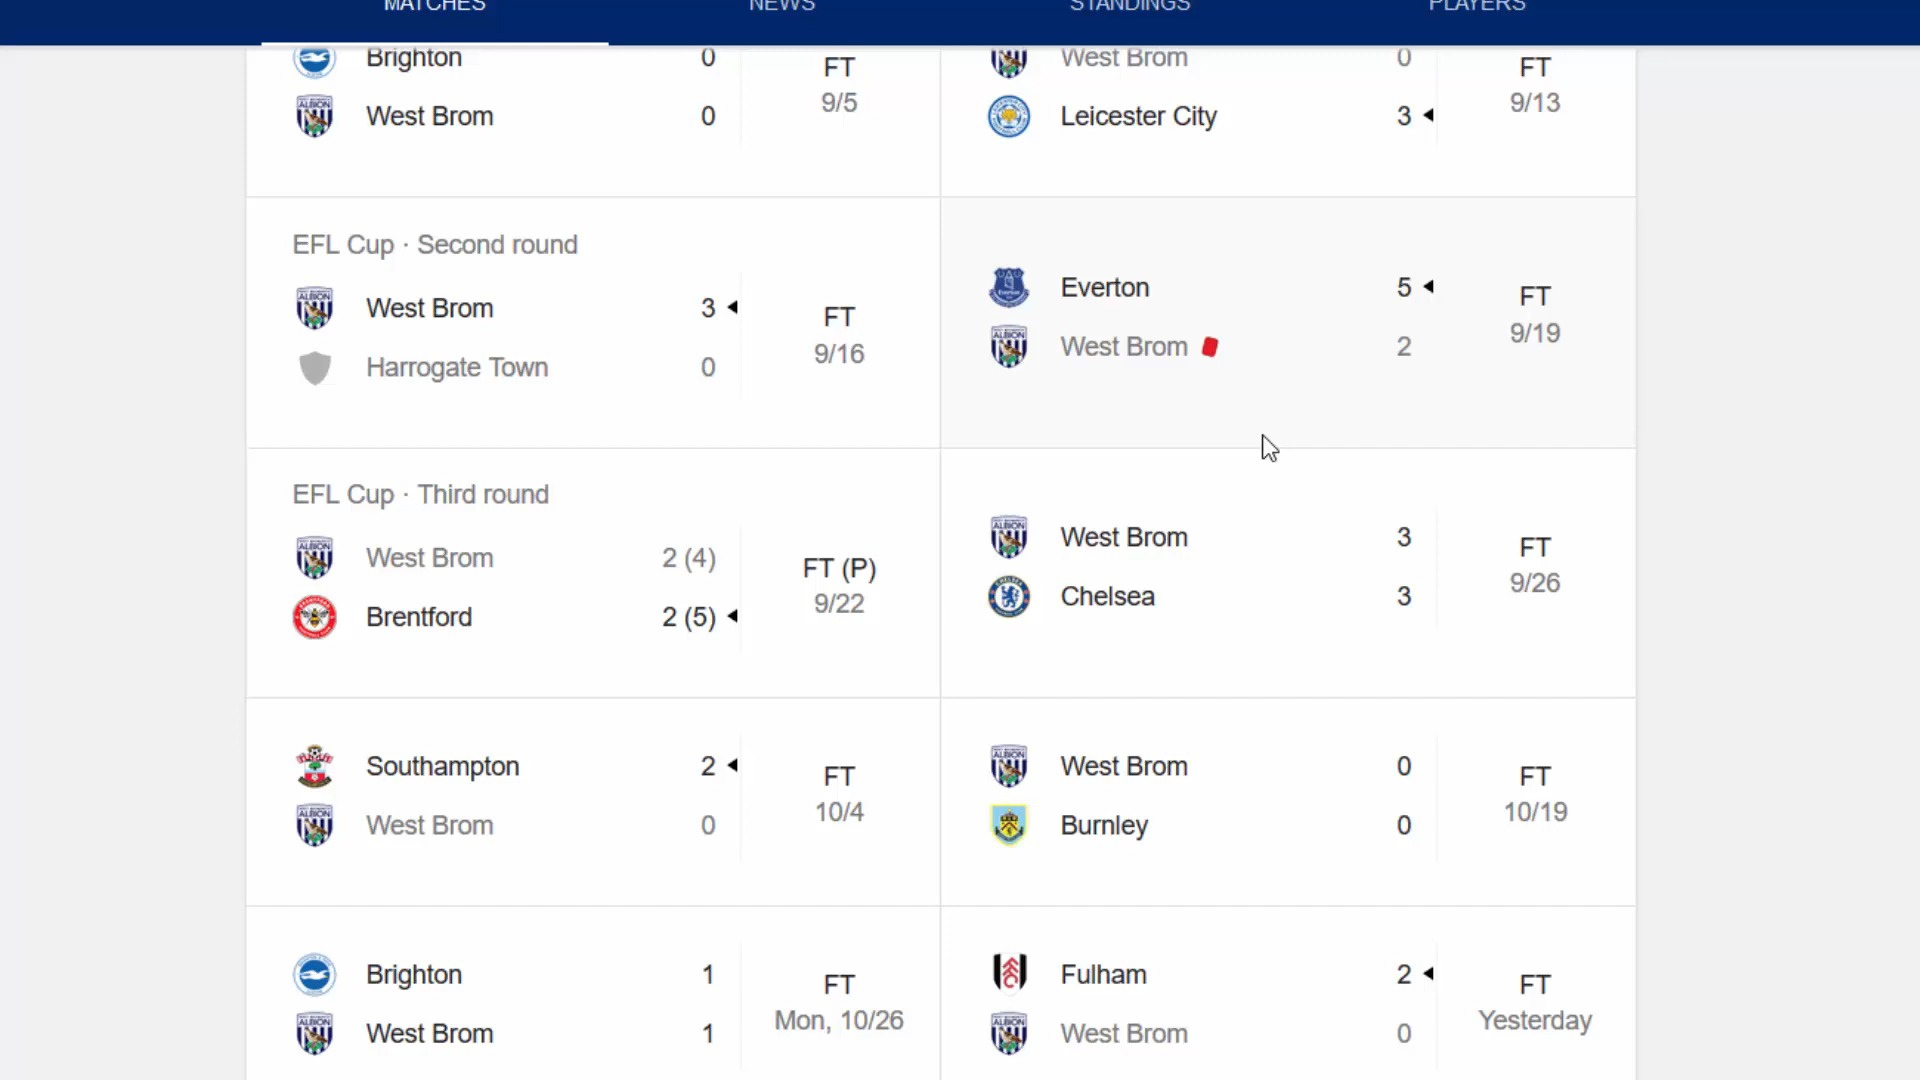 MATCHES NEWS STANDINGS PLAYERS
Brighton 0
West Brom 0
FT
9/5
West Brom 0
Leicester City 3
FT
9/13
EFL Cup · Second round
West Brom 3
Harrogate Town 0
FT
9/16
Everton 5
West Brom 2
FT
9/19
EFL Cup · Third round
West Brom 2 (4)
Brentford 2 (5)
FT (P)
9/22
West Brom 3
Chelsea 3
FT
9/26
Southampton 2
West Brom 0
FT
10/4
West Brom 0
Burnley 0
FT
10/19
Brighton 1
West Brom 1
FT
Mon, 10/26
Fulham 2
West Brom 0
FT
Yesterday